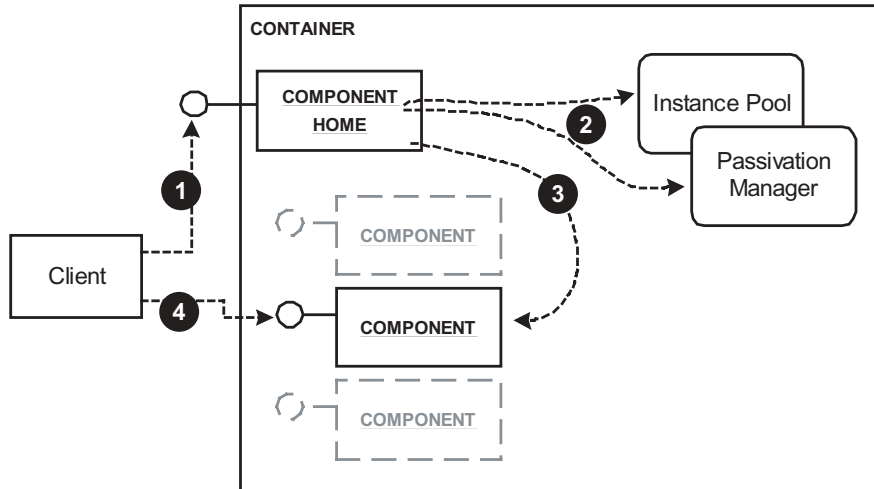 CONTAINER
COMPONENT
HOME
Instance Pool
2
Passivation
Manager
1
3
COMPONENT
Client
4
COMPONENT
COMPONENT